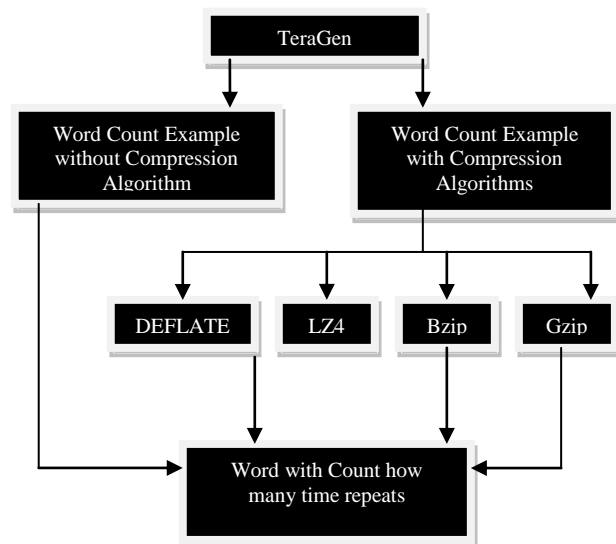 TeraGen
Word Count Example
without Compression
Algorithm
Word Count Example
with Compression
Algorithms
DEFLATE
LZ4
Bzip
Gzip
Word with Count how
many time repeats